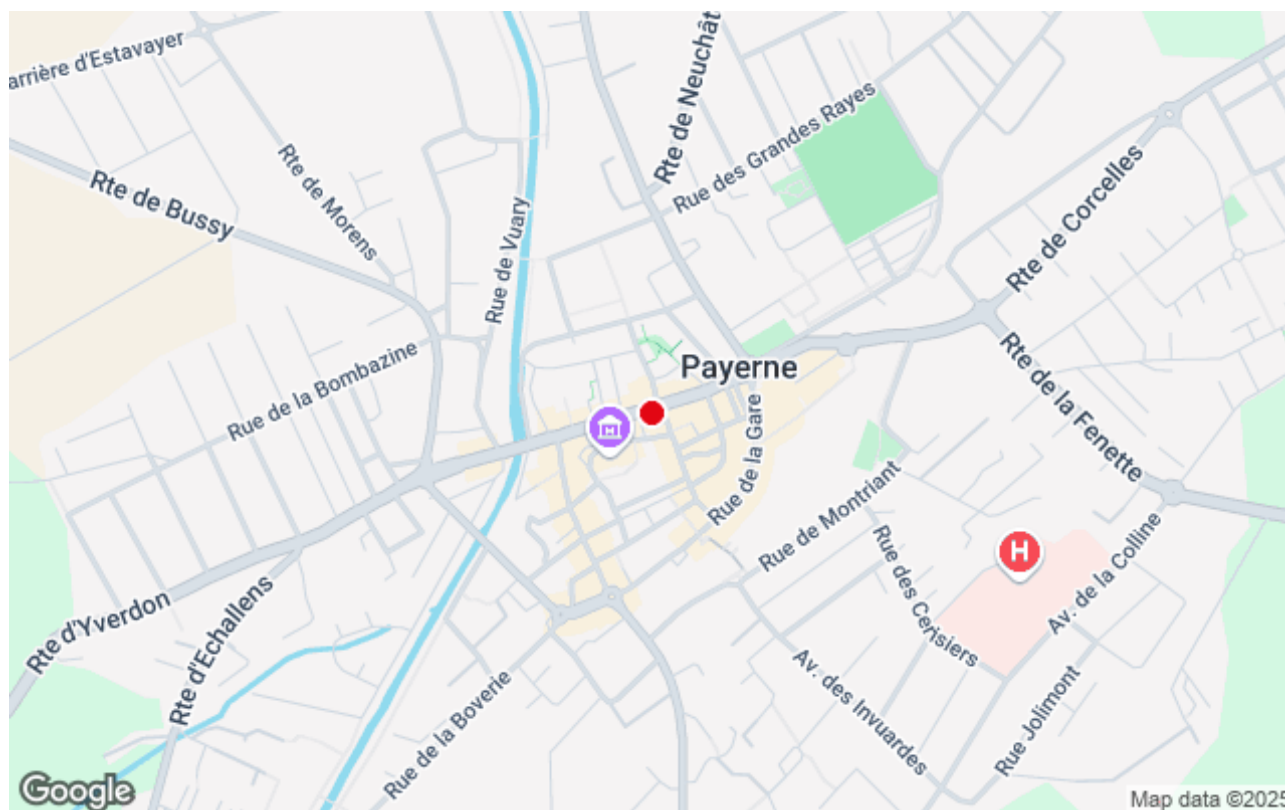 arrière d'Estavayer
Rte de Neuchât
Rue des Grandes Rayes
Rte de Morens
Rte de Bussy
Rue de Vuary
Rte de Corcelles
Rue de la Bombazine
Payerne
Rte de la Fenette
Rue de la Gare
Rue de Montriant
H
Rue des Cerisiers
Av. de la Colline
Rte d'Yverdon
Rte d'Echallens
Av. des Invuardes
Rue Jolimont
Rue de la Boverie
Google
Map data ©2025